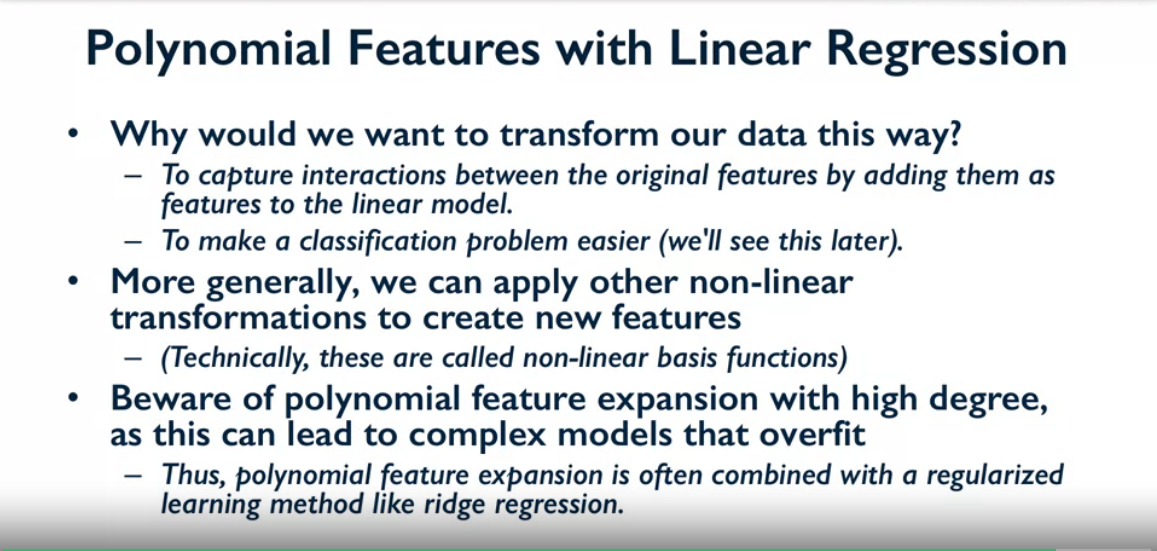 Polynomial Features with Linear Regression
• Why would we want to transform our data this way?
– To capture interactions between the original features by adding them as
features to the linear model.
– To make a classification problem easier (we'll see this later).
• More generally, we can apply other non-linear
transformations to create new features
– (Technically, these are called non-linear basis functions)
• Beware of polynomial feature expansion with high degree,
as this can lead to complex models that overfit
– Thus, polynomial feature expansion is often combined with a regularized
learning method like ridge regression.